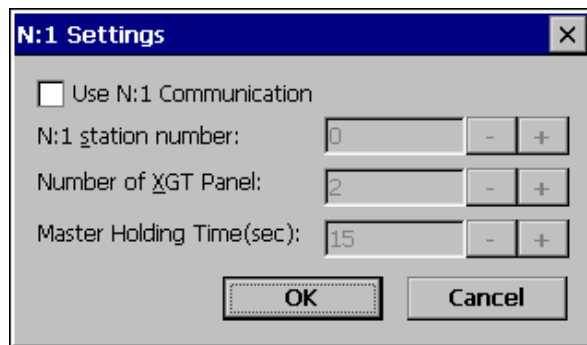 N:1 Settings
Use N:1 Communication
N:1 station number: 0 - +
Number of XGT Panel: 2 - +
Master Holding Time(sec): 15 - +
OK Cancel